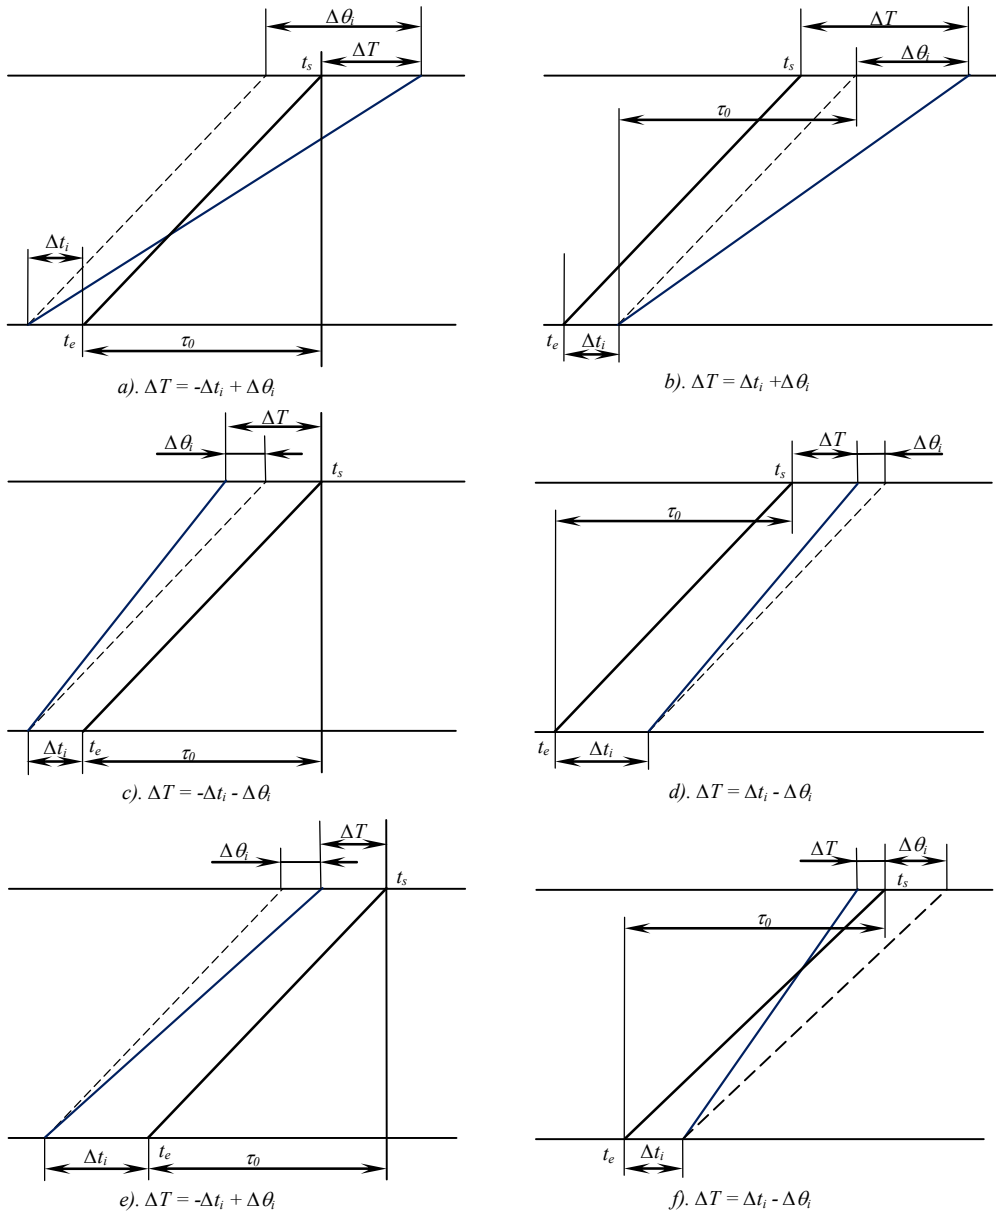 Δθi
ΔT
ts
Δti
te
τ0
a). ΔT = -Δti + Δθi
ΔT
ts
Δθi
τ0
te
Δti
b). ΔT = Δti +Δθi
ΔT
Δθi
ts
Δti
te
τ0
c). ΔT = -Δti - Δθi
ΔT
Δθi
ts
τ0
te
Δti
d). ΔT = Δti - Δθi
ΔT
Δθi
ts
Δti
te
τ0
e). ΔT = -Δti + Δθi
ΔT
Δθi
ts
τ0
te
Δti
f). ΔT = Δti - Δθi